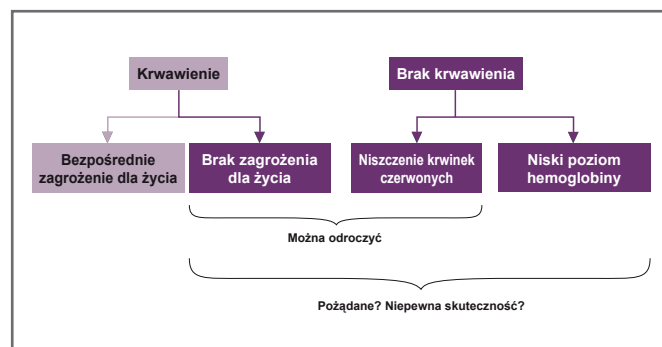 Krwawienie
Brak krwawienia
Bezpośrednie
zagrożenie dla życia
Brak zagrożenia
dla życia
Niszczenie krwinek
czerwonych
Niski poziom
hemoglobiny
Można odroczyć
Pożądane? Niepewna skuteczność?